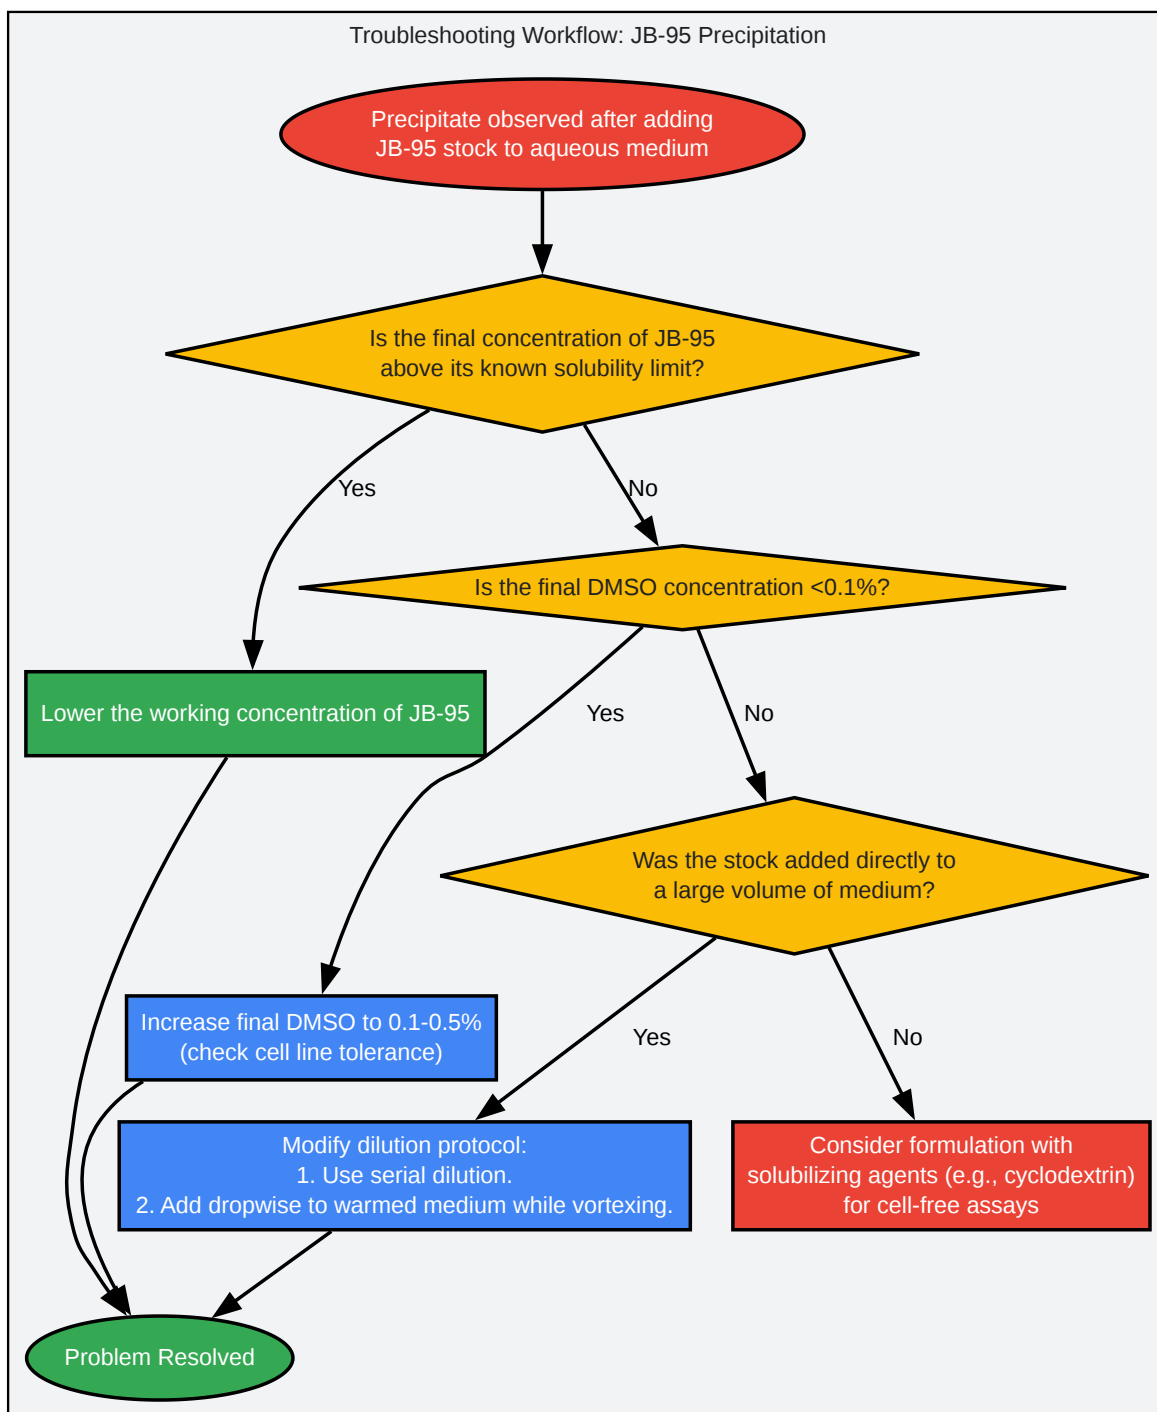 Troubleshooting Workflow: JB-95 Precipitation
Precipitate observed after adding
JB-95 stock to aqueous medium
Is the final concentration of JB-95
above its known solubility limit?
Yes
No
Is the final DMSO concentration <0.1%?
Lower the working concentration of JB-95
Yes
No
Was the stock added directly to
a large volume of medium?
Increase final DMSO to 0.1-0.5%
(check cell line tolerance)
Yes
No
Modify dilution protocol:
1. Use serial dilution.
2. Add dropwise to warmed medium while vortexing.
Consider formulation with
solubilizing agents (e.g., cyclodextrin)
for cell-free assays
Problem Resolved